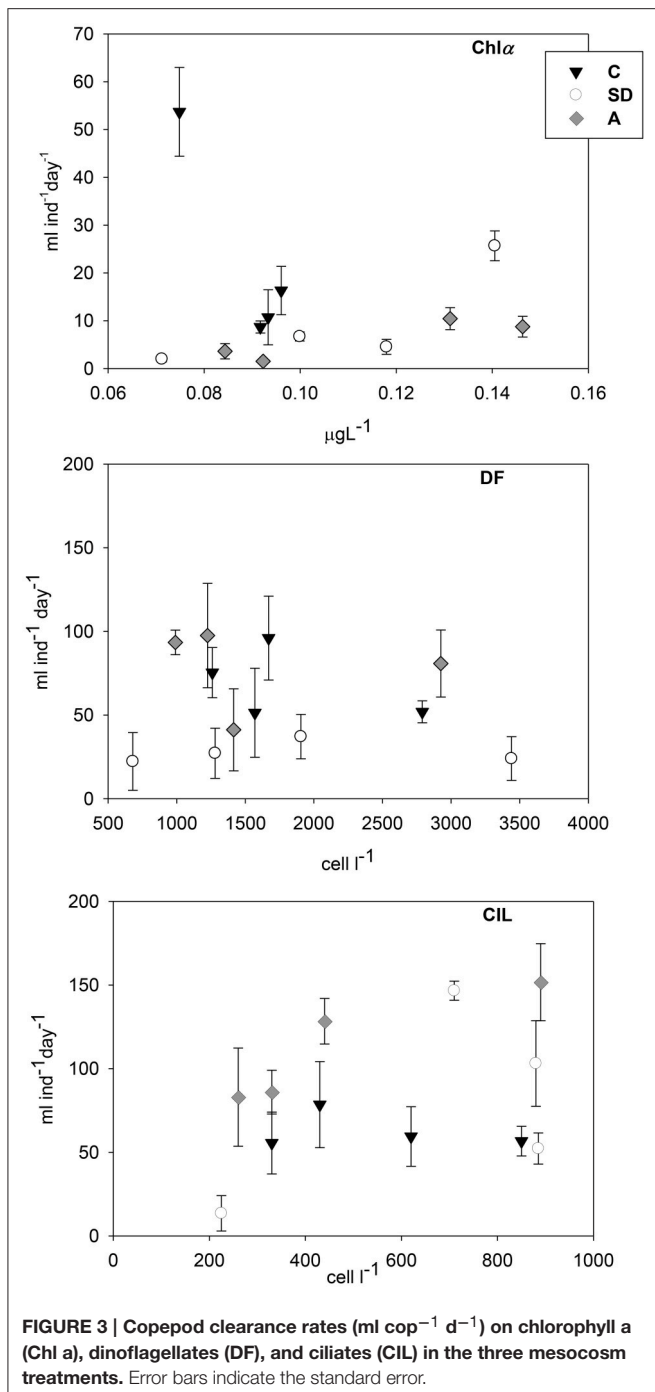 Chlα
C
SD
A
ml ind⁻¹day⁻¹
70
60
50
40
30
20
10
0
0.06 0.08 0.10 0.12 0.14 0.16
µgL⁻¹
DF
ml ind⁻¹ day⁻¹
200
150
100
50
0
500 1000 1500 2000 2500 3000 3500 4000
cell l⁻¹
CIL
ml ind⁻¹day⁻¹
200
150
100
50
0
0 200 400 600 800 1000
cell l⁻¹
FIGURE 3 | Copepod clearance rates (ml cop⁻¹ d⁻¹) on chlorophyll a
(Chl a), dinoflagellates (DF), and ciliates (CIL) in the three mesocosm
treatments. Error bars indicate the standard error.